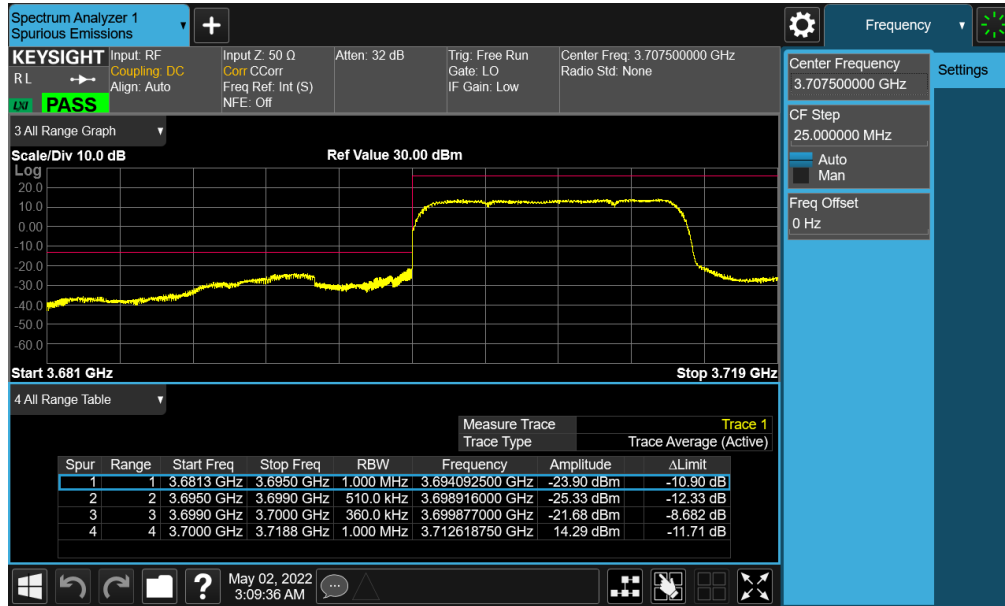 Spectrum Analyzer 1
Spurious Emissions
+
Frequency
KEYSIGHT
R L
LXI
PASS
Input: RF
Coupling: DC
Align: Auto
Input Z: 50 Ω
Corr CCorr
Freq Ref: Int (S)
NFE: Off
Atten: 32 dB
Trig: Free Run
Gate: LO
IF Gain: Low
Center Freq: 3.707500000 GHz
Radio Std: None
Center Frequency
3.707500000 GHz
Settings
CF Step
25.000000 MHz
Auto
Man
Freq Offset
0 Hz
3 All Range Graph
Scale/Div 10.0 dB
Ref Value 30.00 dBm
Log
20.0
10.0
0.00
-10.0
-20.0
-30.0
-40.0
-50.0
-60.0
Start 3.681 GHz
Stop 3.719 GHz
4 All Range Table
Measure Trace Trace 1
Trace Type Trace Average (Active)
Spur Range Start Freq Stop Freq RBW Frequency Amplitude ΔLimit
1 1 3.6813 GHz 3.6950 GHz 1.000 MHz 3.694092500 GHz -23.90 dBm -10.90 dB
2 2 3.6950 GHz 3.6990 GHz 510.0 kHz 3.698916000 GHz -25.33 dBm -12.33 dB
3 3 3.6990 GHz 3.7000 GHz 360.0 kHz 3.699877000 GHz -21.68 dBm -8.682 dB
4 4 3.7000 GHz 3.7188 GHz 1.000 MHz 3.712618750 GHz 14.29 dBm -11.71 dB
?
May 02, 2022
3:09:36 AM